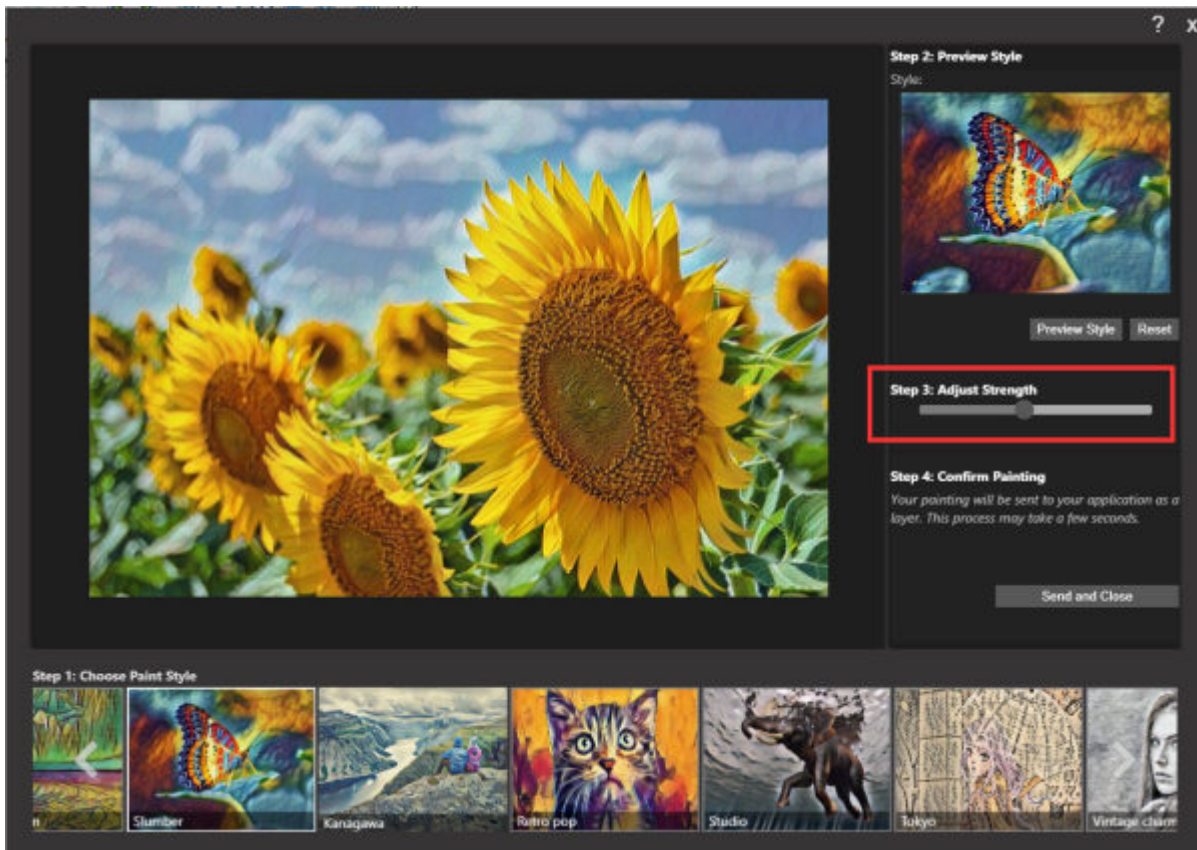 ? x
Step 2: Preview Style
Style:
Preview Style Reset
Step 3: Adjust Strength
Step 4: Confirm Painting
Your painting will be sent to your application as a
layer. This process may take a few seconds.
Send and Close
Step 1: Choose Paint Style
n Slumber Kanagawa Retro pop Studio Tokyo Vintage charm